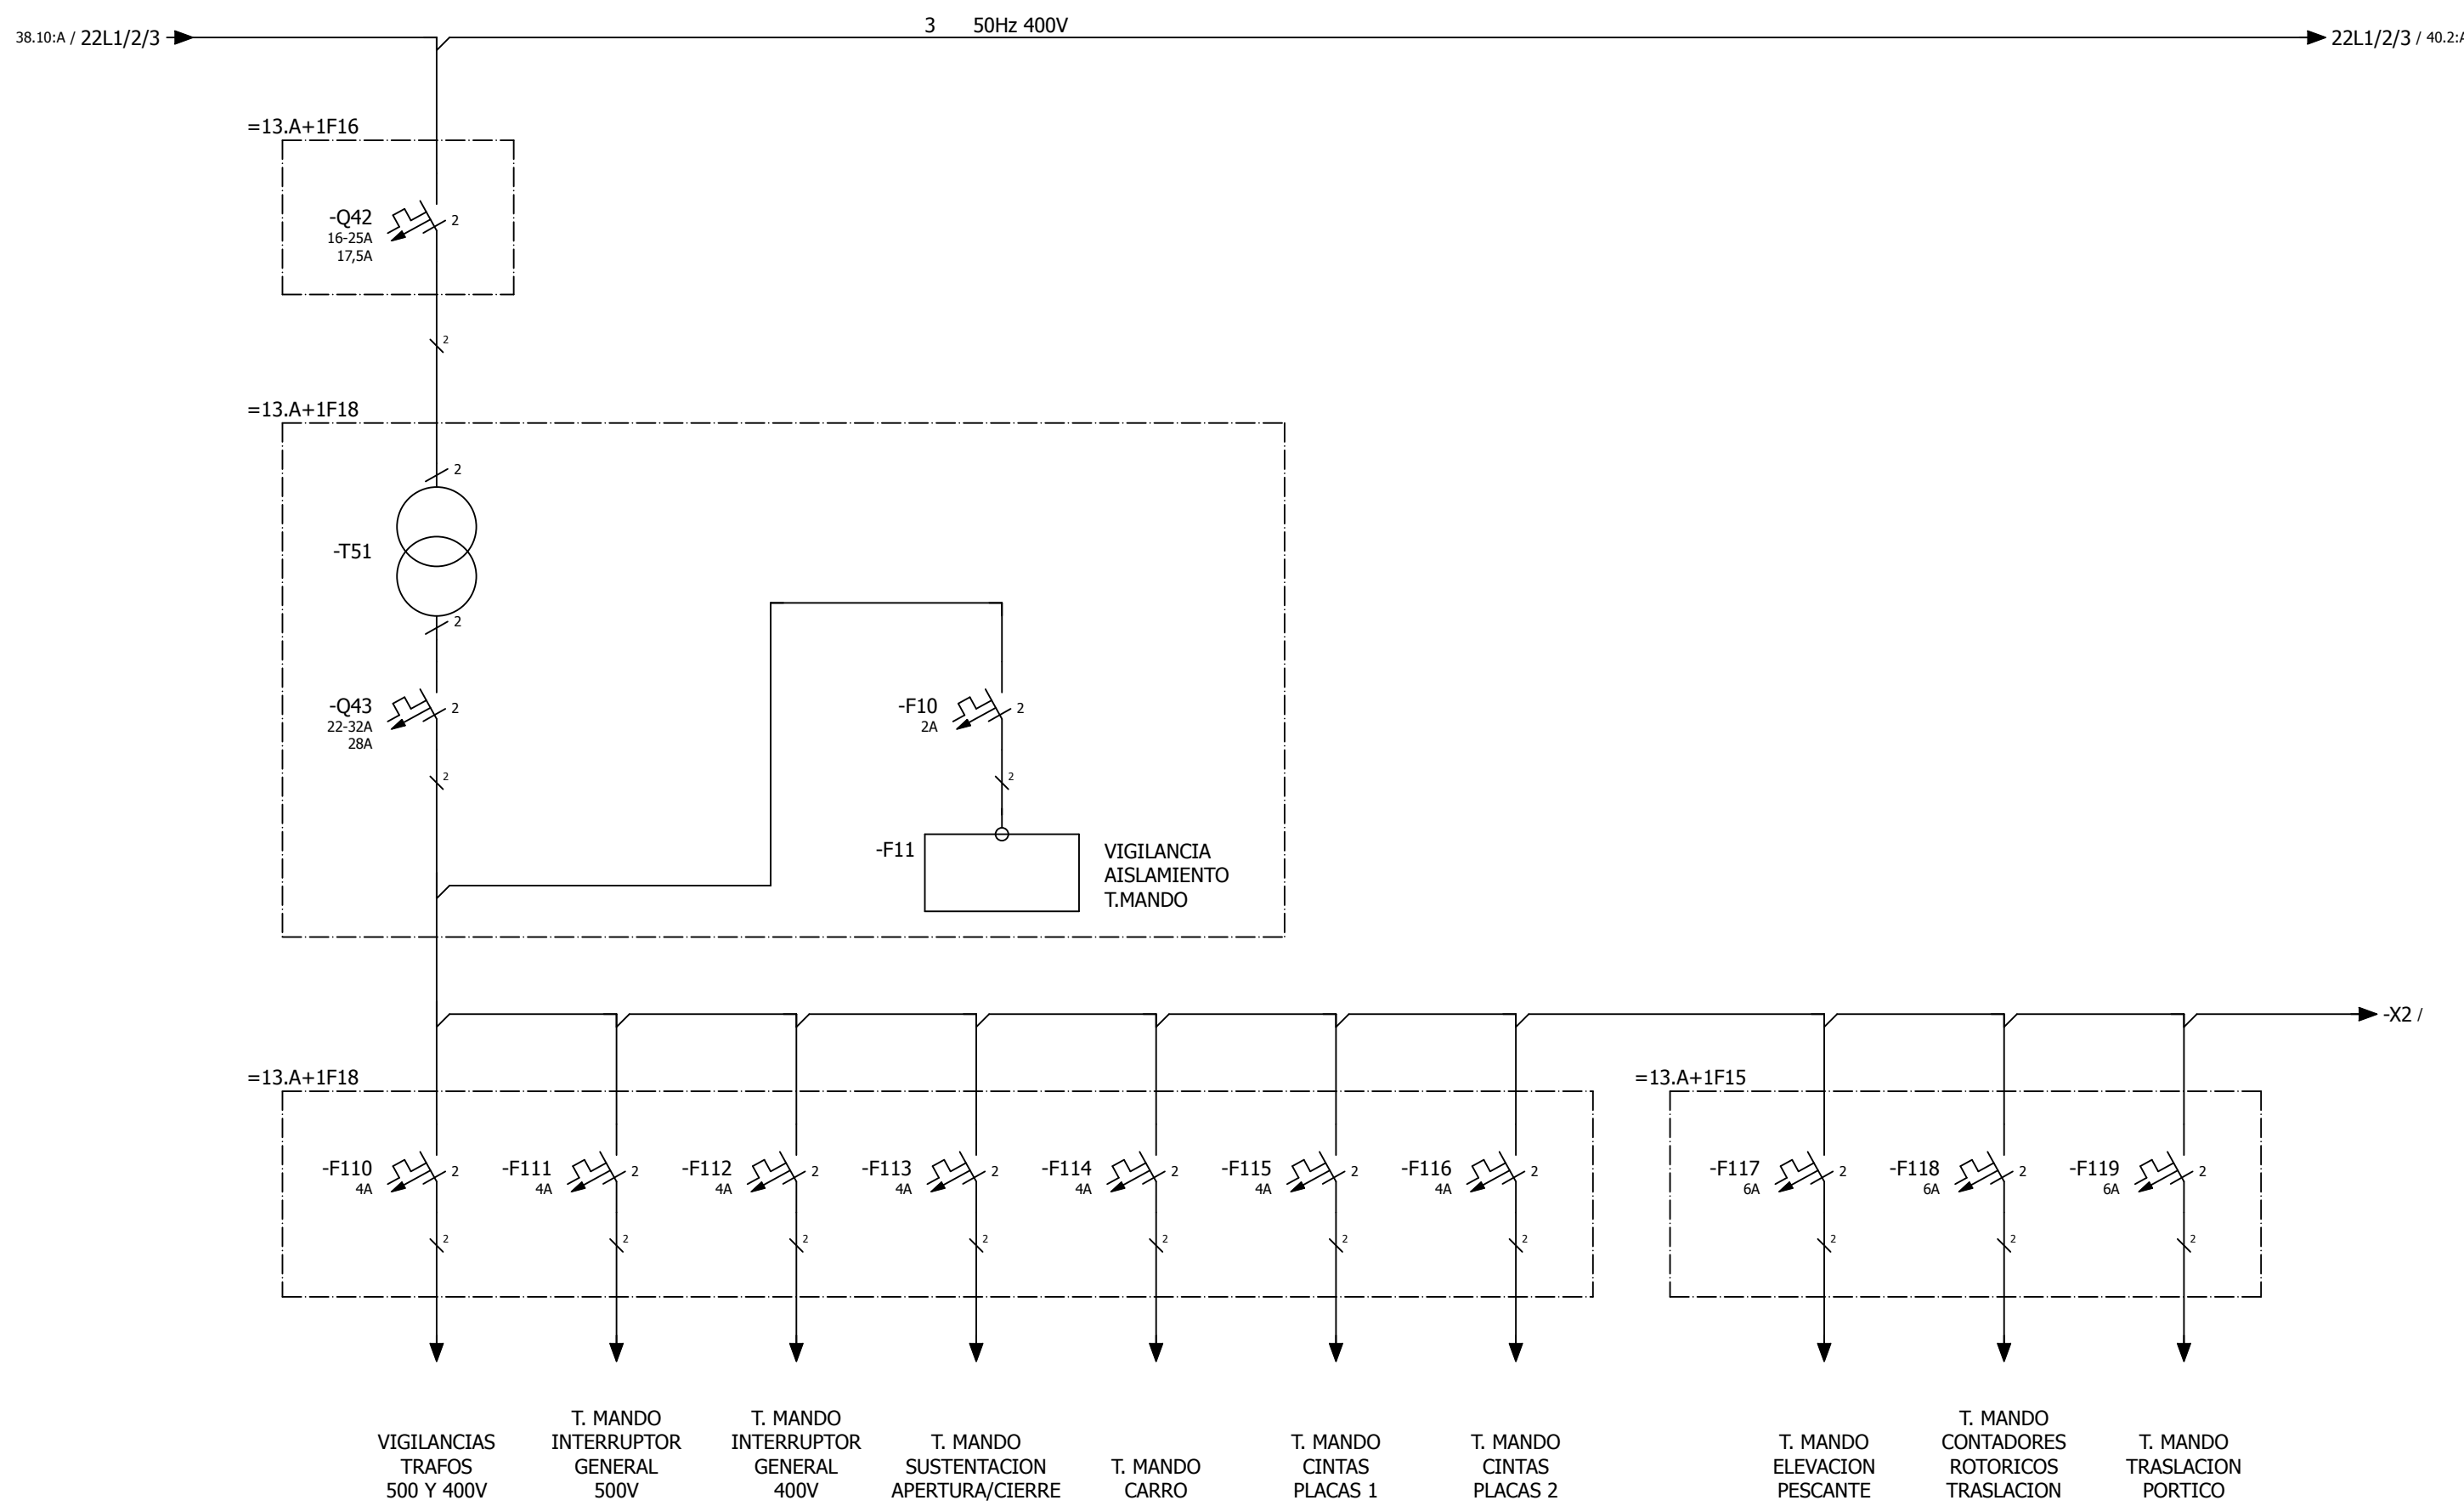 3 50Hz 400V
38.10:A / 22L1/2/3
22L1/2/3 / 40.2:A
=13.A+1F16
-Q42
16-25A
17,5A
2
2
=13.A+1F18
2
-T51
2
-Q43
22-32A
28A
2
2
-F10
2A
2
2
-F11
VIGILANCIA
AISLAMIENTO
T.MANDO
-X2 /
=13.A+1F18
=13.A+1F15
-F110
4A
2
2
-F111
4A
2
2
-F112
4A
2
2
-F113
4A
2
2
-F114
4A
2
2
-F115
4A
2
2
-F116
4A
2
2
-F117
6A
2
2
-F118
6A
2
2
-F119
6A
2
2
VIGILANCIAS
TRAFOS
500 Y 400V
T. MANDO
INTERRUPTOR
GENERAL
500V
T. MANDO
INTERRUPTOR
GENERAL
400V
T. MANDO
SUSTENTACION
APERTURA/CIERRE
T. MANDO
CARRO
T. MANDO
CINTAS
PLACAS 1
T. MANDO
CINTAS
PLACAS 2
T. MANDO
ELEVACION
PESCANTE
T. MANDO
CONTADORES
ROTORICOS
TRASLACION
T. MANDO
TRASLACION
PORTICO